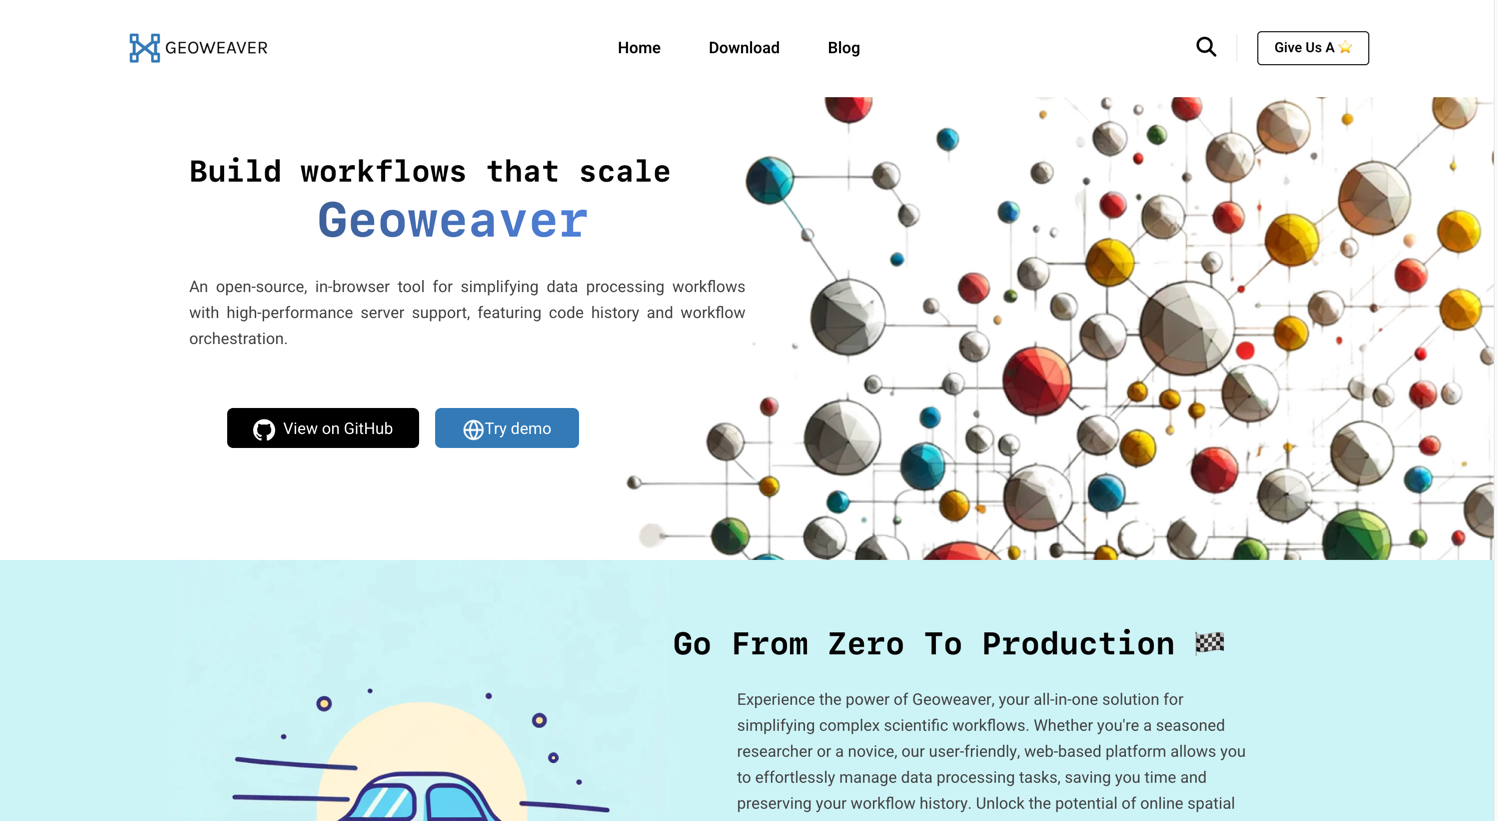 GEOWEAVER
Home
Download
Blog
Give Us A ⭐
Build workflows that scale
Geoweaver
An open-source, in-browser tool for simplifying data processing workflows
with high-performance server support, featuring code history and workflow
orchestration.
View on GitHub
Try demo
Go From Zero To Production 🏁
Experience the power of Geoweaver, your all-in-one solution for
simplifying complex scientific workflows. Whether you're a seasoned
researcher or a novice, our user-friendly, web-based platform allows you
to effortlessly manage data processing tasks, saving you time and
preserving your workflow history. Unlock the potential of online spatial